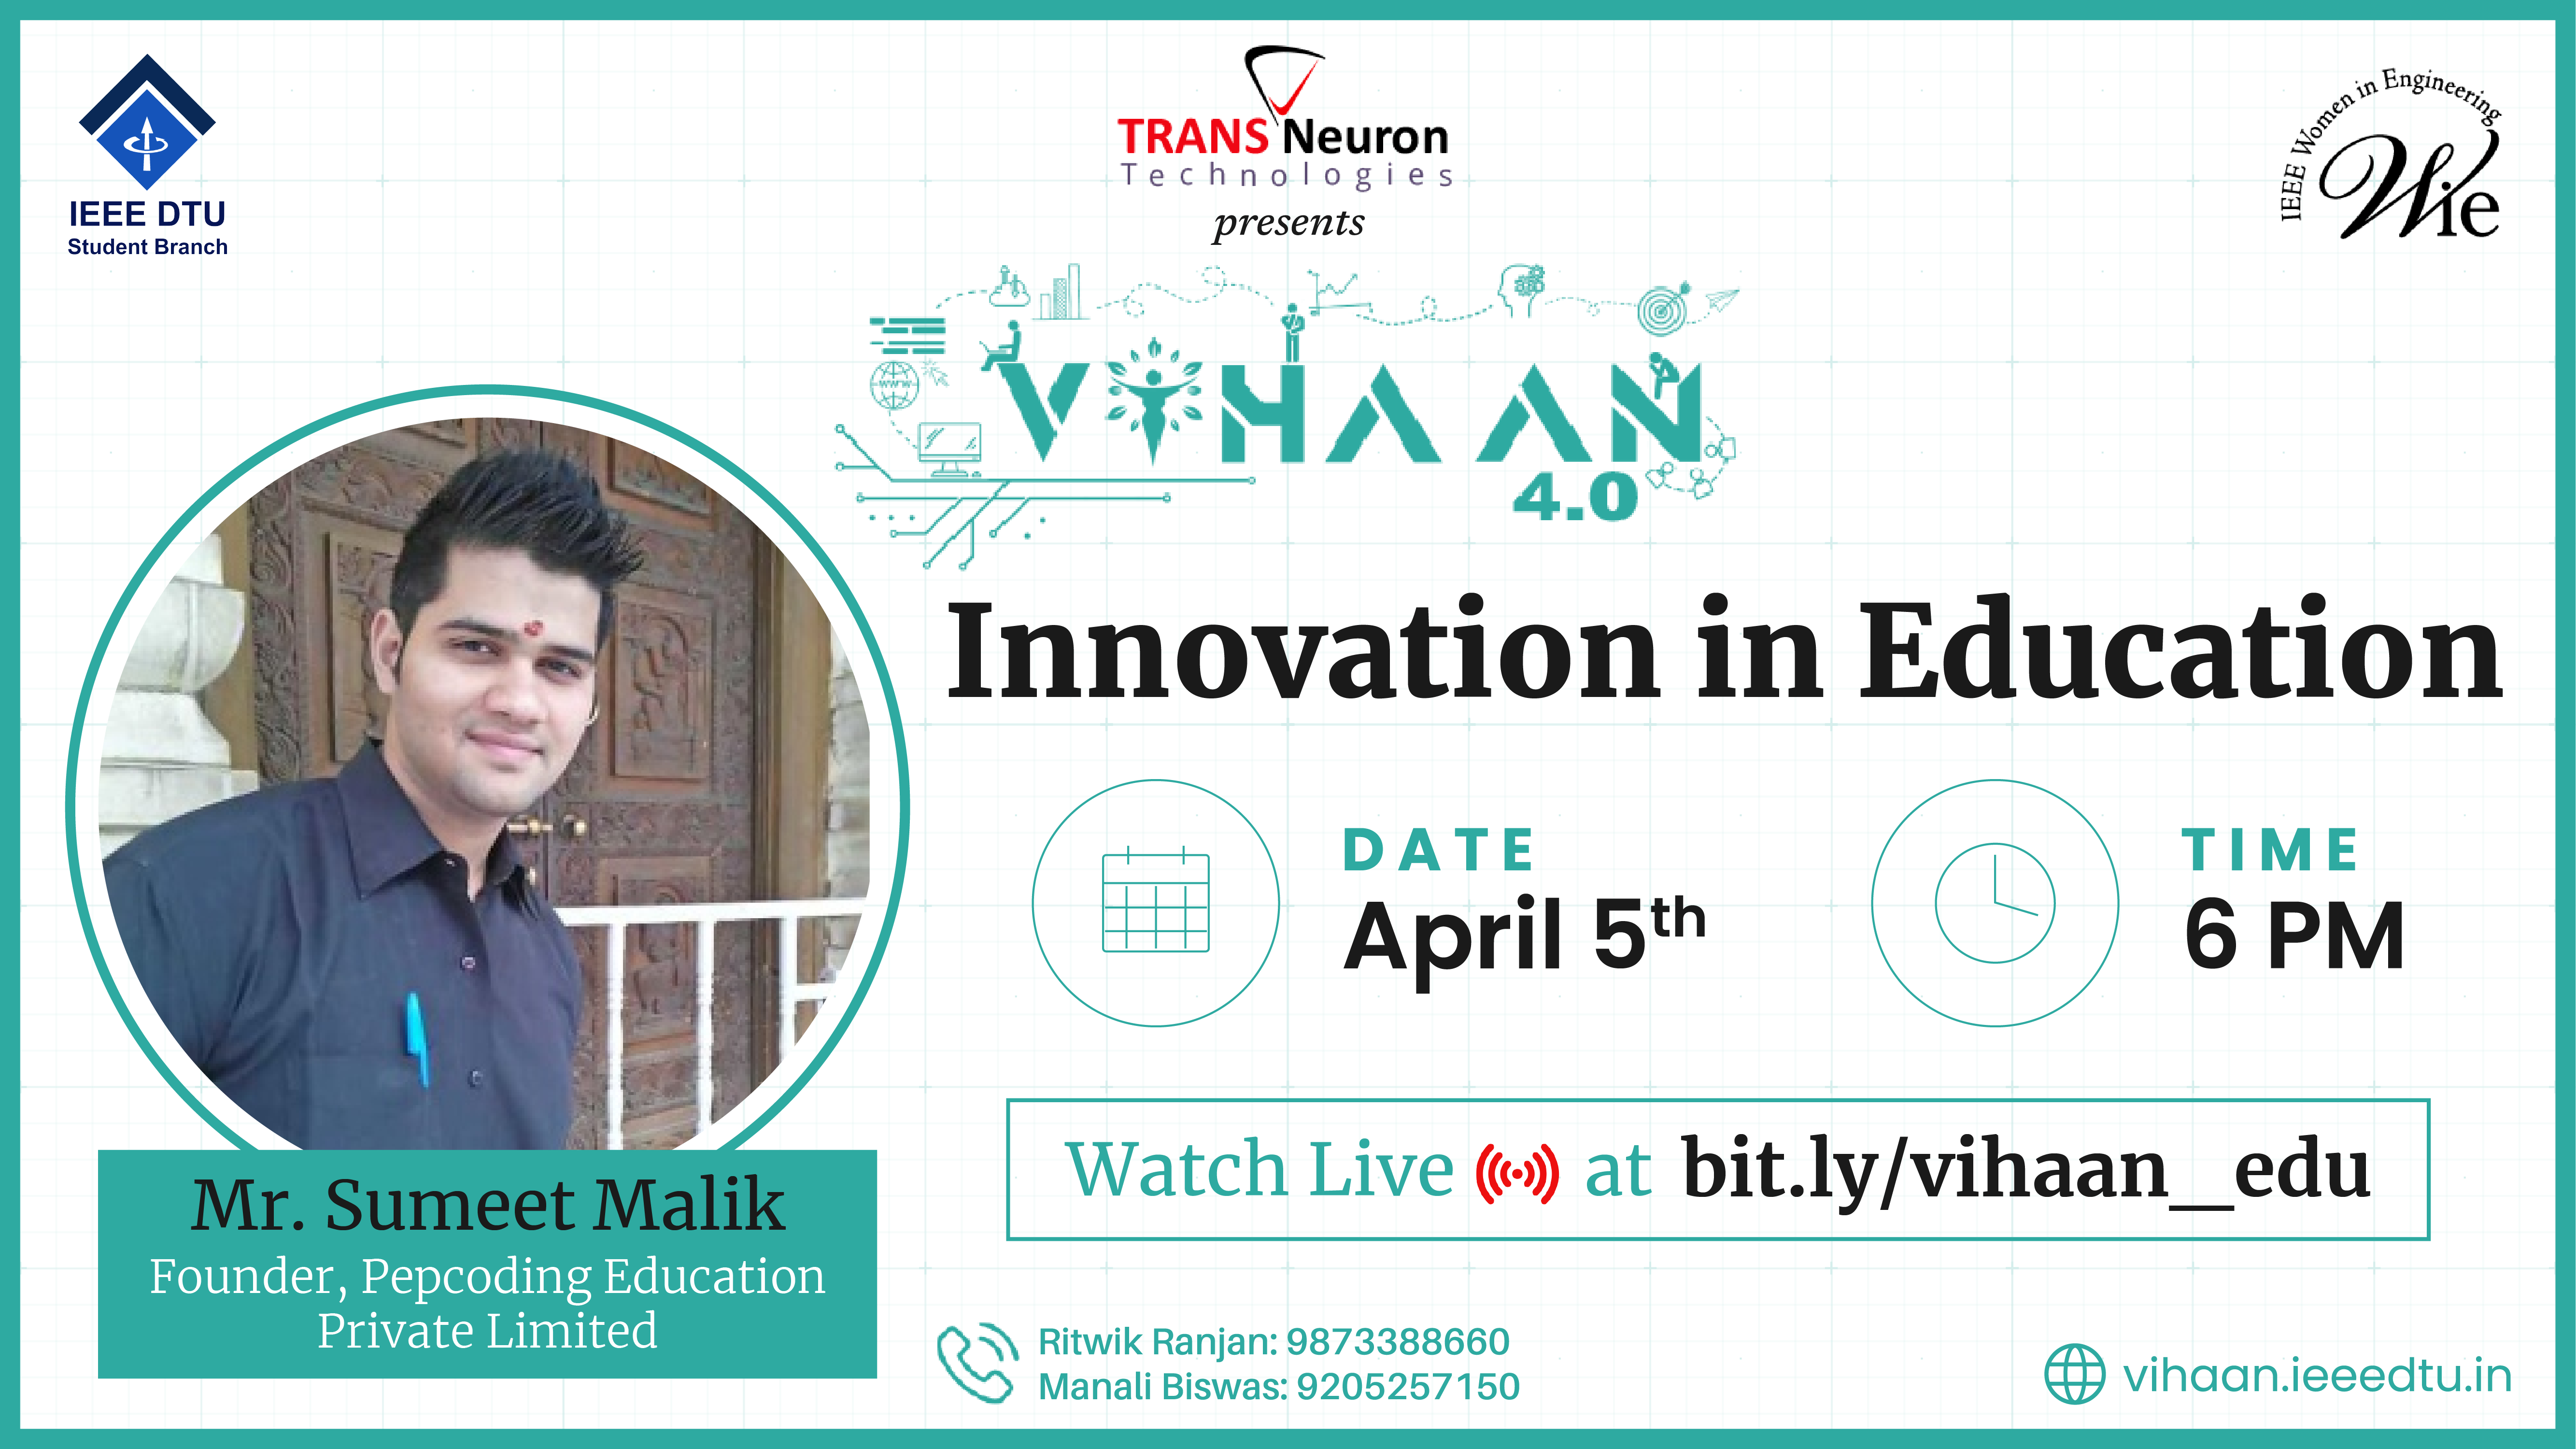 IEEE DTU
Student Branch
TRANS Neuron
Technologies
presents
IEEE Women in Engineering
Wie
www
VIHAAN
4.0
Innovation in Education
DATE
April 5th
TIME
6 PM
Watch Live at bit.ly/vihaan__edu
Mr. Sumeet Malik
Founder, Pepcoding Education
Private Limited
Ritwik Ranjan: 9873388660
Manali Biswas: 9205257150
vihaan.ieeedtu.in